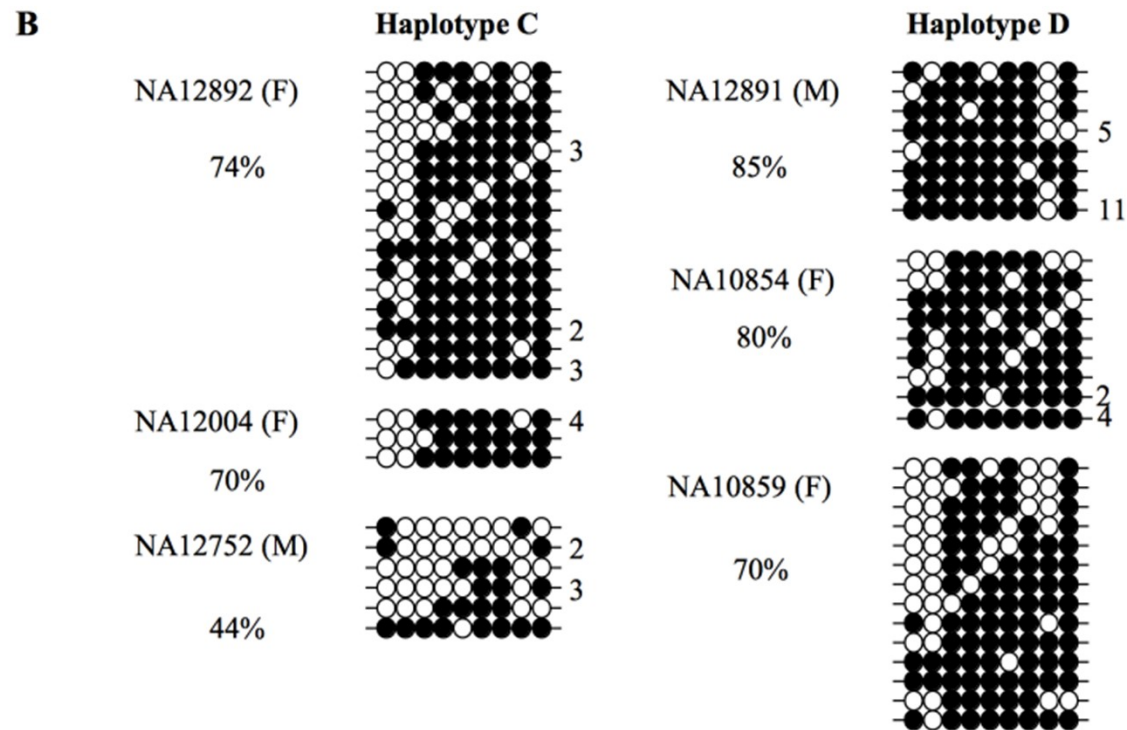 B
Haplotype C
NA12892 (F)
74%
3
2
3
NA12004 (F)
70%
4
NA12752 (M)
44%
2
3
Haplotype D
NA12891 (M)
85%
5
11
NA10854 (F)
80%
2
4
NA10859 (F)
70%